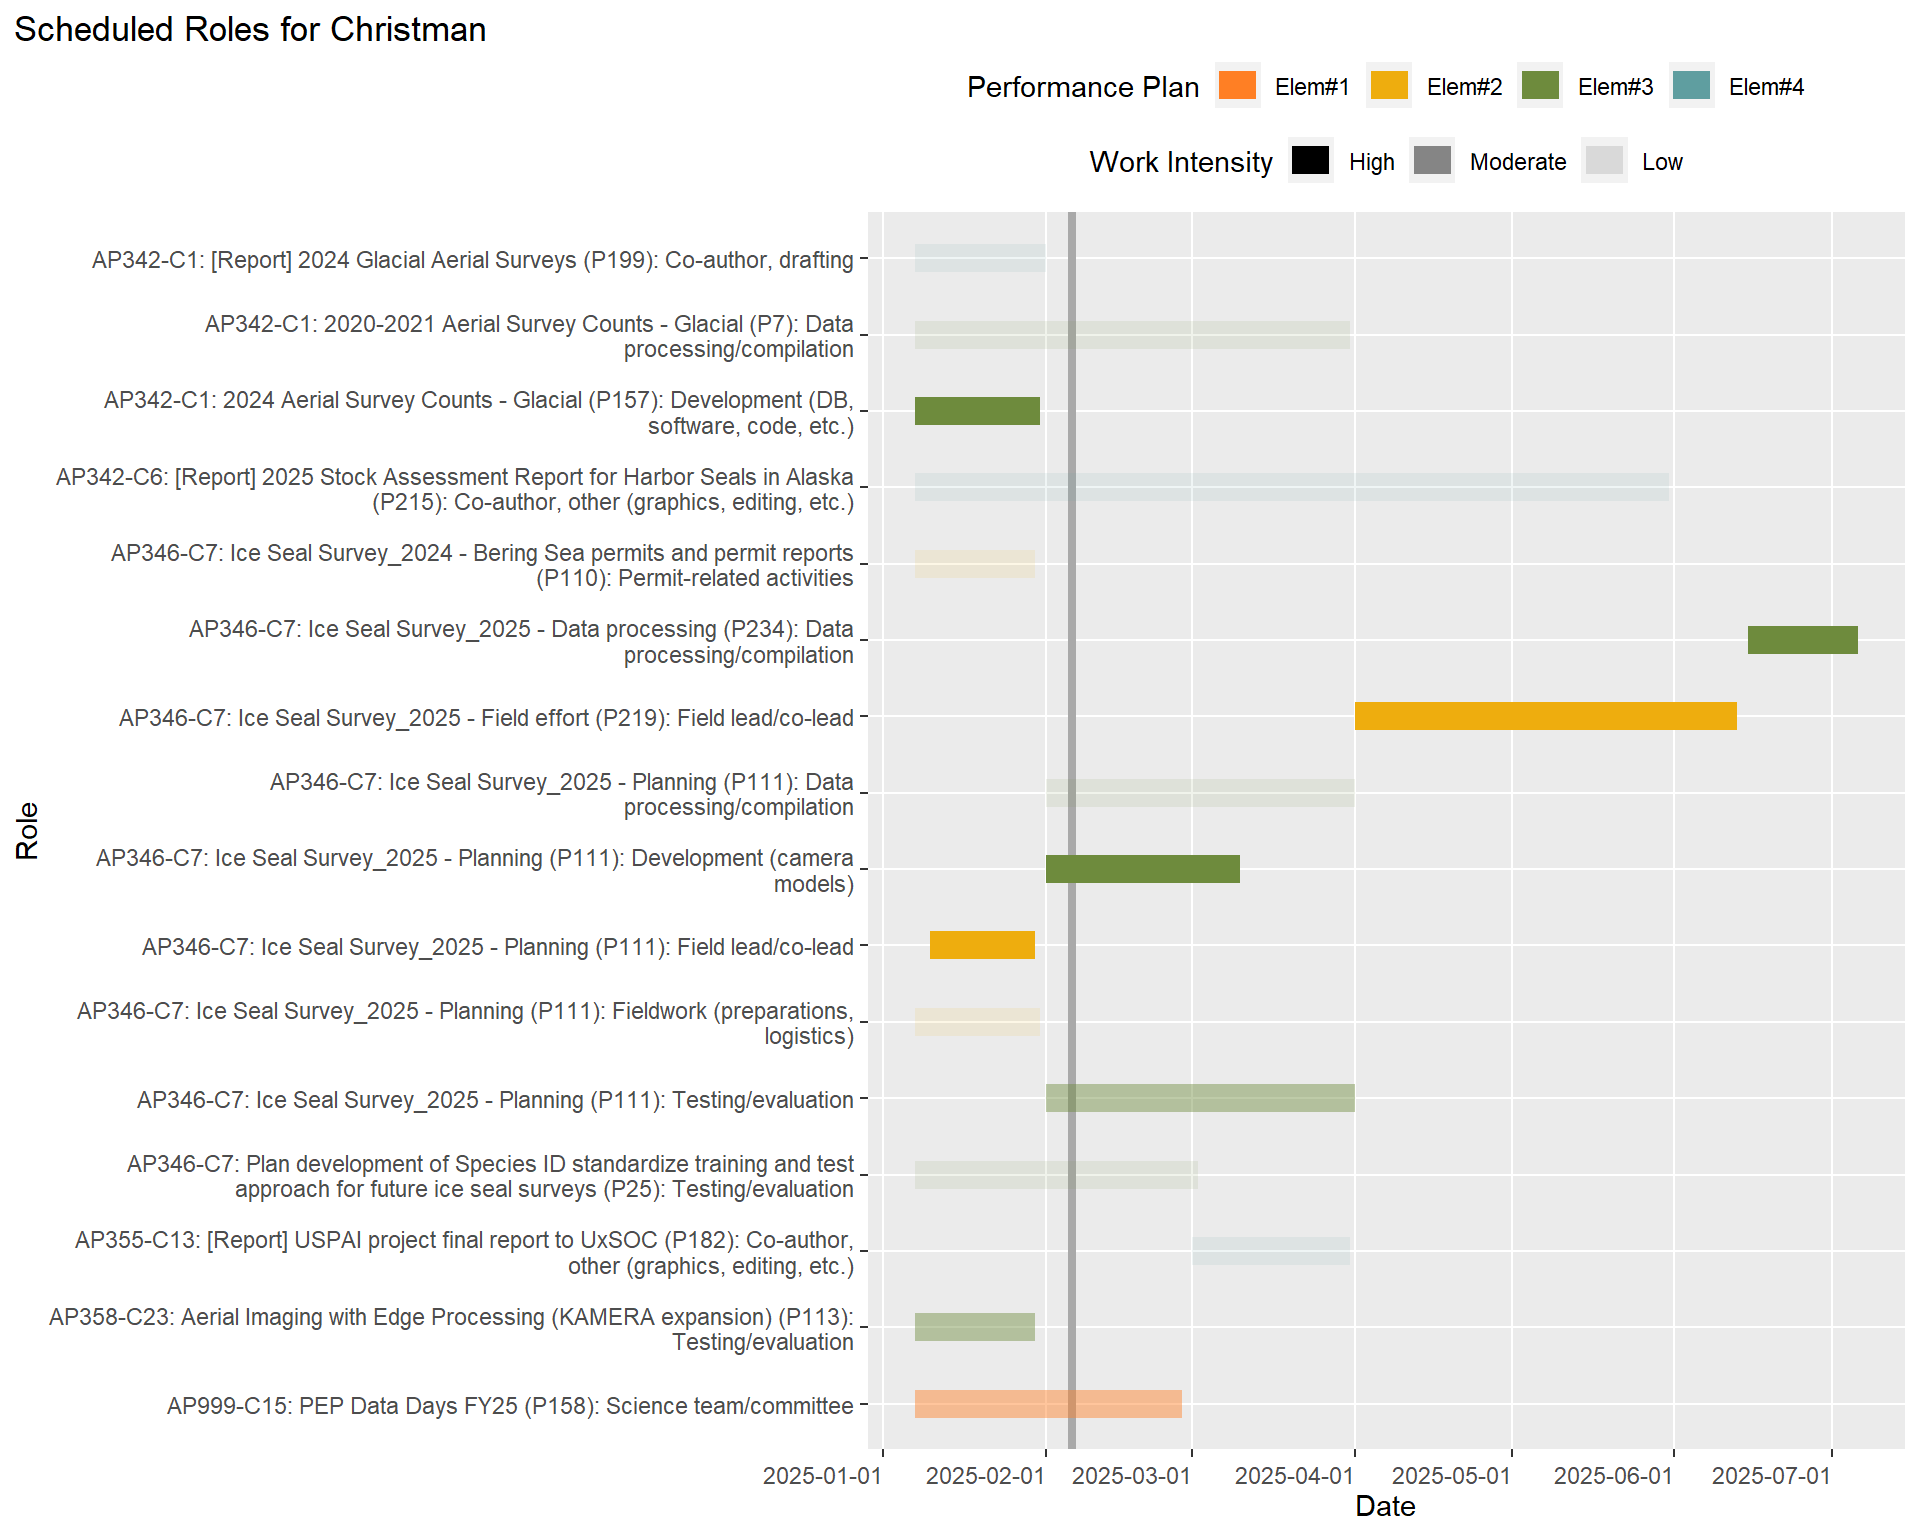 Scheduled Roles for Christman
Performance Plan Elem#1 Elem#2 Elem#3 Elem#4
Work Intensity High Moderate Low
AP342-C1: [Report] 2024 Glacial Aerial Surveys (P199): Co-author, drafting
AP342-C1: 2020-2021 Aerial Survey Counts - Glacial (P7): Data
processing/compilation
AP342-C1: 2024 Aerial Survey Counts - Glacial (P157): Development (DB,
software, code, etc.)
AP342-C6: [Report] 2025 Stock Assessment Report for Harbor Seals in Alaska
(P215): Co-author, other (graphics, editing, etc.)
AP346-C7: Ice Seal Survey_2024 - Bering Sea permits and permit reports
(P110): Permit-related activities
AP346-C7: Ice Seal Survey_2025 - Data processing (P234): Data
processing/compilation
AP346-C7: Ice Seal Survey_2025 - Field effort (P219): Field lead/co-lead
AP346-C7: Ice Seal Survey_2025 - Planning (P111): Data
processing/compilation
AP346-C7: Ice Seal Survey_2025 - Planning (P111): Development (camera
models)
AP346-C7: Ice Seal Survey_2025 - Planning (P111): Field lead/co-lead
AP346-C7: Ice Seal Survey_2025 - Planning (P111): Fieldwork (preparations,
logistics)
AP346-C7: Ice Seal Survey_2025 - Planning (P111): Testing/evaluation
AP346-C7: Plan development of Species ID standardize training and test
approach for future ice seal surveys (P25): Testing/evaluation
AP355-C13: [Report] USPAI project final report to UxSOC (P182): Co-author,
other (graphics, editing, etc.)
AP358-C23: Aerial Imaging with Edge Processing (KAMERA expansion) (P113):
Testing/evaluation
AP999-C15: PEP Data Days FY25 (P158): Science team/committee
Role
2025-01-01 2025-02-01 2025-03-01 2025-04-01 2025-05-01 2025-06-01 2025-07-01
Date